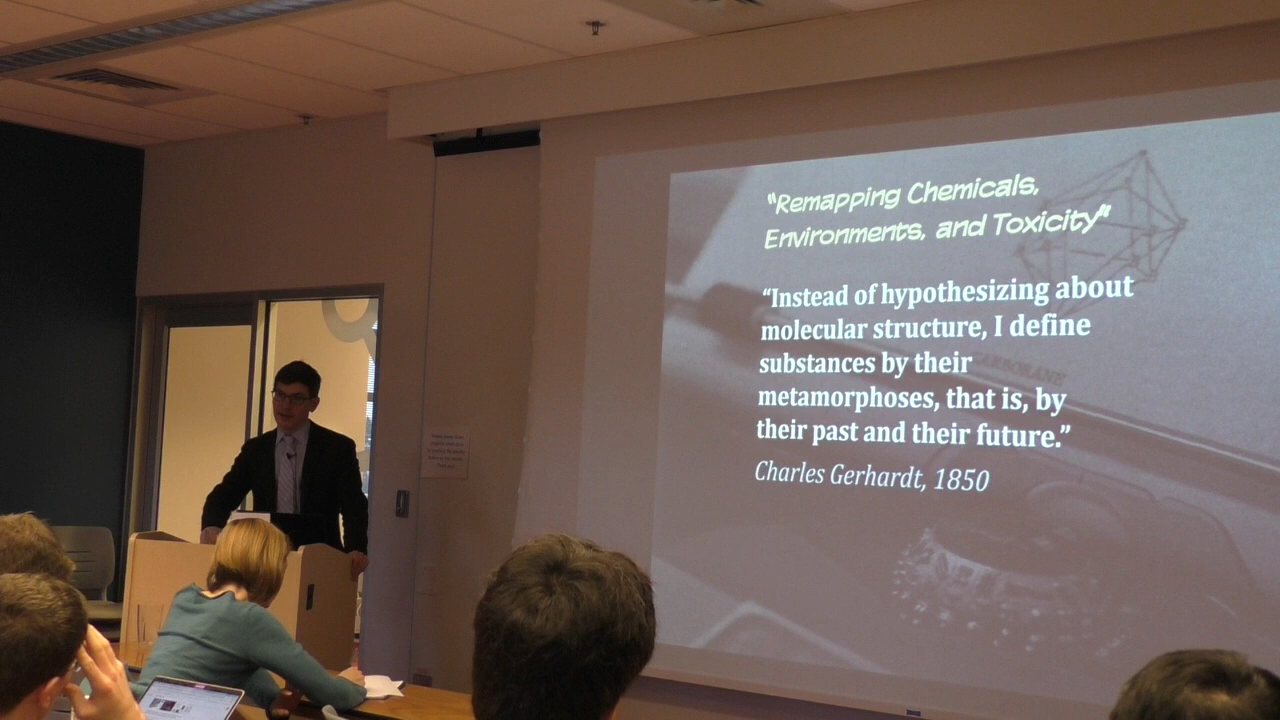 “Remapping Chemicals,
Environments, and Toxicity”
“Instead of hypothesizing about
molecular structure, I define
substances by their
metamorphoses, that is, by
their past and their future.”
Charles Gerhardt, 1850
CARBORANE